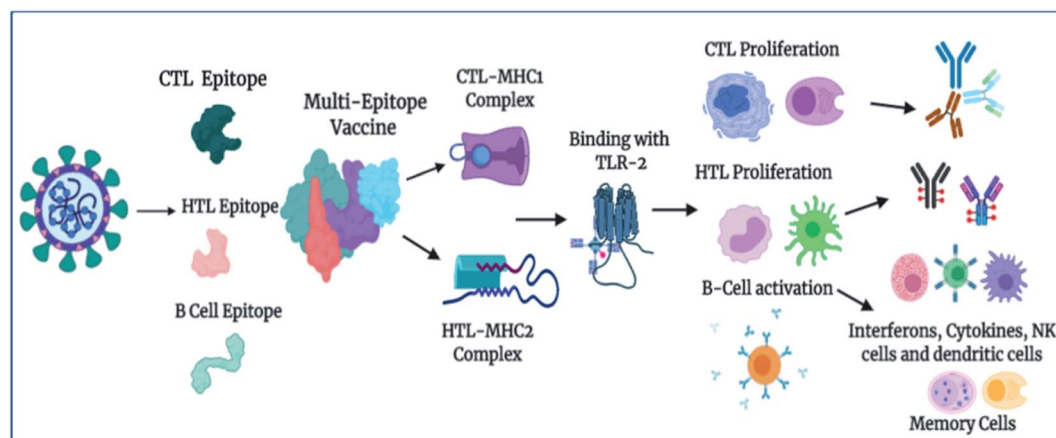 CTL Epitope
HTL Epitope
B Cell Epitope
Multi-Epitope
Vaccine
CTL-MHC1
Complex
HTL-MHC2
Complex
Binding with
TLR-2
CTL Proliferation
HTL Proliferation
B-Cell activation
Interferons, Cytokines, NK
cells and dendritic cells
Memory Cells